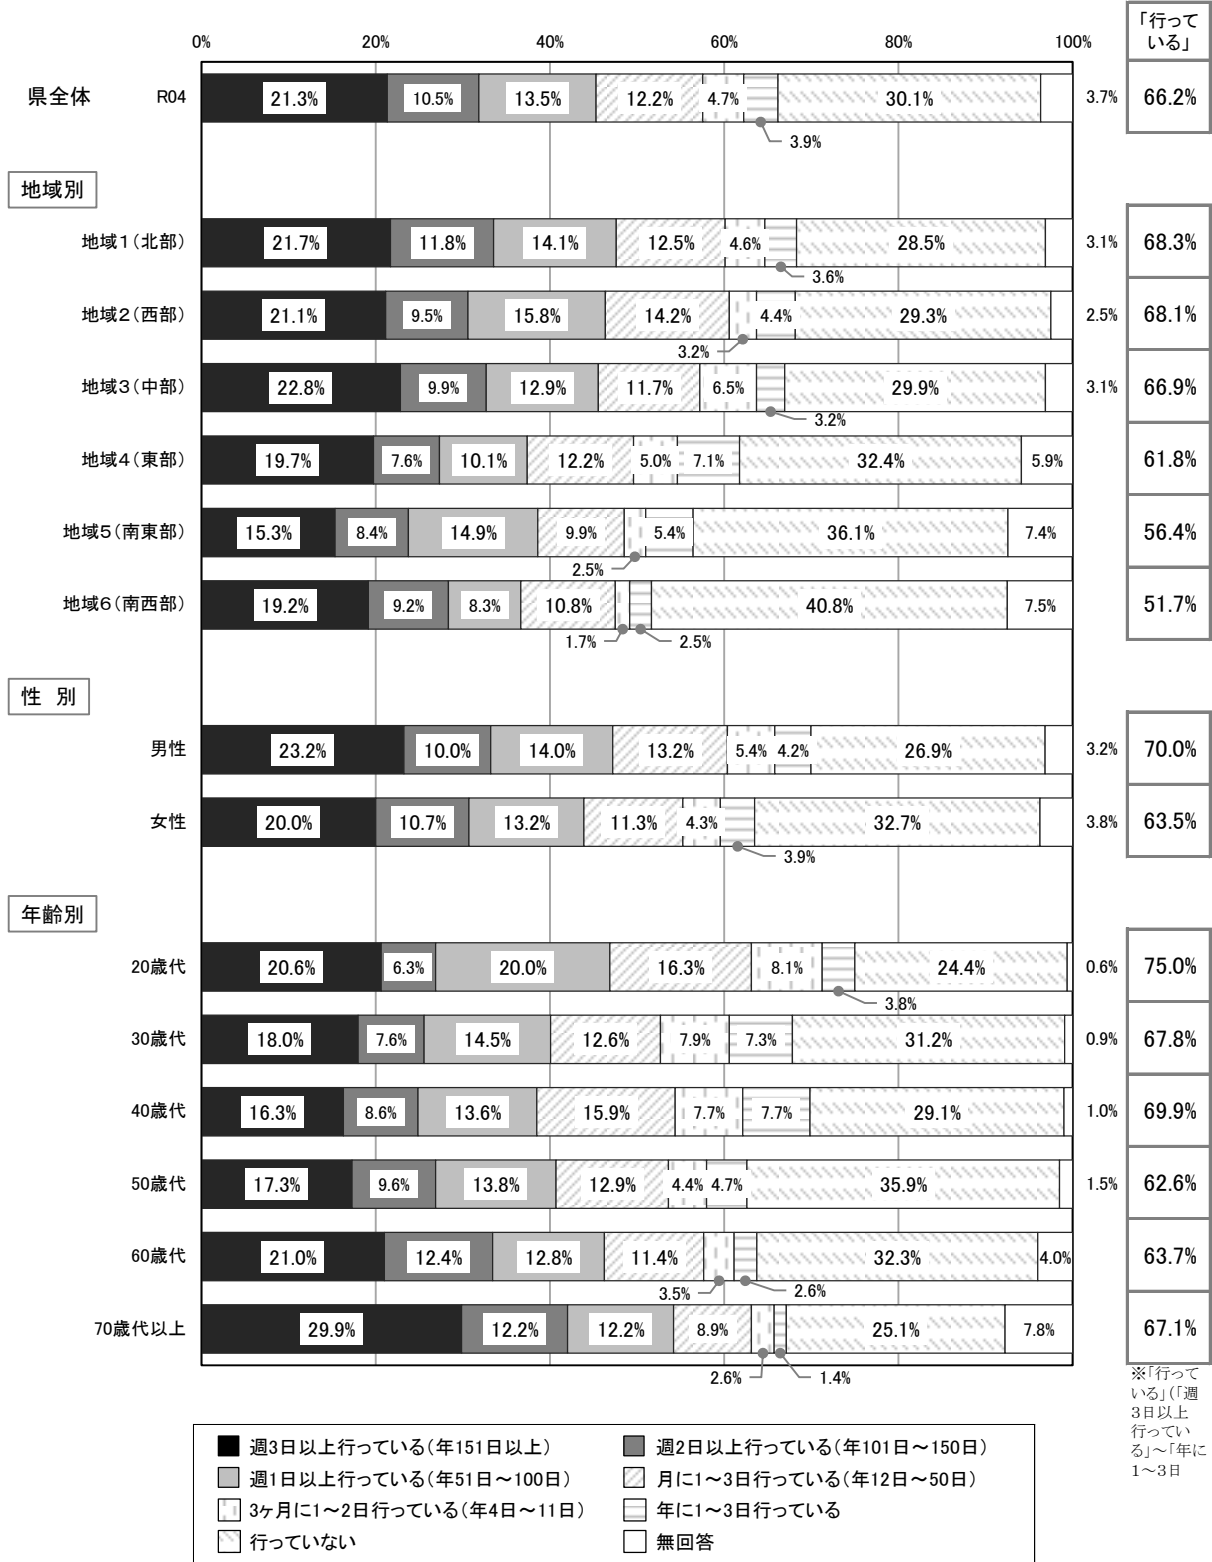 「行って
いる」
0% 20% 40% 60% 80% 100%
県全体 R04 21.3% 10.5% 13.5% 12.2% 4.7% 30.1% 3.7% 66.2%
3.9%
地域別
地域1(北部) 21.7% 11.8% 14.1% 12.5% 4.6% 28.5% 3.1% 68.3%
3.6%
地域2(西部) 21.1% 9.5% 15.8% 14.2% 4.4% 29.3% 2.5% 68.1%
3.2%
地域3(中部) 22.8% 9.9% 12.9% 11.7% 6.5% 29.9% 3.1% 66.9%
3.2%
地域4(東部) 19.7% 7.6% 10.1% 12.2% 5.0% 7.1% 32.4% 5.9% 61.8%
地域5(南東部) 15.3% 8.4% 14.9% 9.9% 5.4% 36.1% 7.4% 56.4%
2.5%
地域6(南西部) 19.2% 9.2% 8.3% 10.8% 40.8% 7.5% 51.7%
1.7% 2.5%
性 別
男性 23.2% 10.0% 14.0% 13.2% 5.4% 4.2% 26.9% 3.2% 70.0%
女性 20.0% 10.7% 13.2% 11.3% 4.3% 32.7% 3.8% 63.5%
3.9%
年齢別
20歳代 20.6% 6.3% 20.0% 16.3% 8.1% 24.4% 0.6% 75.0%
3.8%
30歳代 18.0% 7.6% 14.5% 12.6% 7.9% 7.3% 31.2% 0.9% 67.8%
40歳代 16.3% 8.6% 13.6% 15.9% 7.7% 7.7% 29.1% 1.0% 69.9%
50歳代 17.3% 9.6% 13.8% 12.9% 4.4% 4.7% 35.9% 1.5% 62.6%
60歳代 21.0% 12.4% 12.8% 11.4% 32.3% 4.0% 63.7%
3.5% 2.6%
70歳代以上 29.9% 12.2% 12.2% 8.9% 25.1% 7.8% 67.1%
2.6% 1.4%
※「行って
いる」(「週
3日以上
行ってい
る」~「年に
1~3日
週3日以上行っている(年151日以上) 週2日以上行っている(年101日~150日)
週1日以上行っている(年51日~100日) 月に1~3日行っている(年12日~50日)
3ヶ月に1~2日行っている(年4日~11日) 年に1~3日行っている
行っていない 無回答